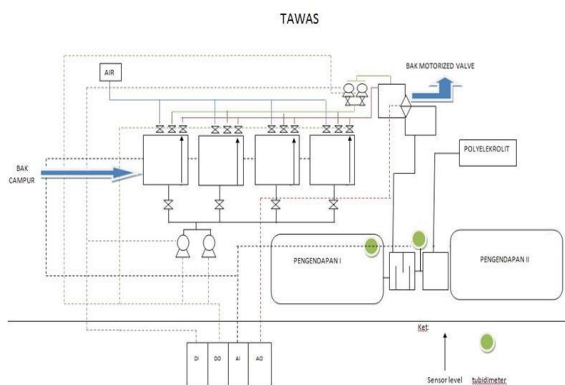 TAWAS
BAK MOTORIZED VALVE
AIR
POLYELEKROLIT
BAK
CAMPUR
PENGENDAPAN I
PENGENDAPAN II
Ket:
DI
DO
AI
AO
Sensor level
tubidimeter